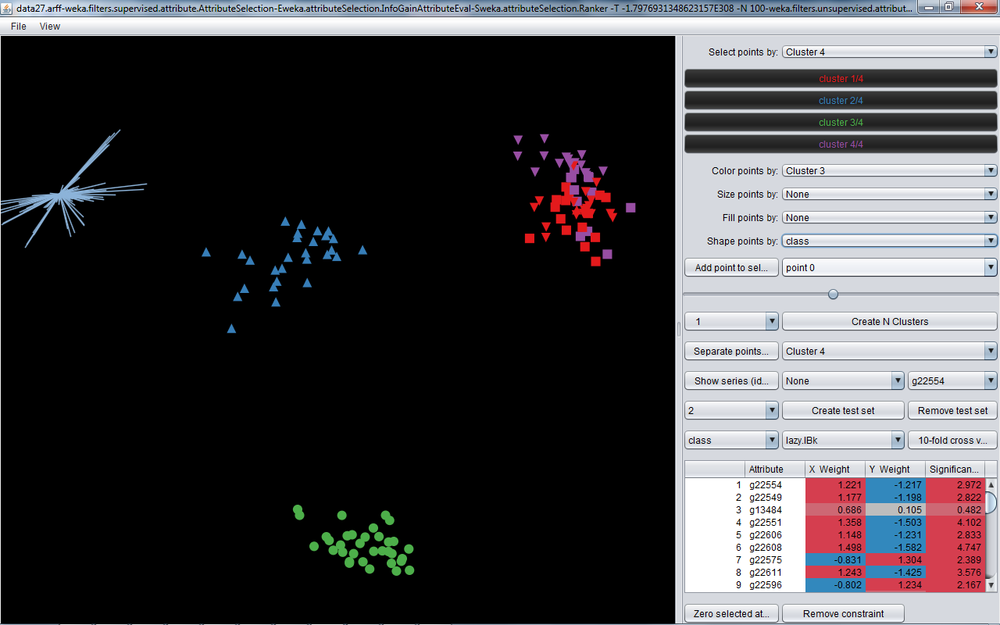 data27.arff-weka.filters.supervised.attribute.AttributeSelection-Eweka.attributeSelection.InfoGainAttributeEval-Sweka.attributeSelection.Ranker -T -1.7976931348623157E308 -N 100-weka.filters.unsupervised.attribut...
File View
Select points by: Cluster 4
cluster 1/4
cluster 2/4
cluster 3/4
cluster 4/4
Color points by: Cluster 3
Size points by: None
Fill points by: None
Shape points by: class
Add point to sel... point 0
1 Create N Clusters
Separate points... Cluster 4
Show series (id... None g22554
2 Create test set Remove test set
class lazy.IBk 10-fold cross v...
Attribute X Weight Y Weight Significan...
1 g22554 1.221 -1.217 2.972
2 g22549 1.177 -1.198 2.822
3 g13484 0.686 0.105 0.482
4 g22551 1.358 -1.503 4.102
5 g22606 1.148 -1.231 2.833
6 g22608 1.498 -1.582 4.747
7 g22575 -0.831 1.304 2.389
8 g22611 1.243 -1.425 3.576
9 g22596 -0.802 1.234 2.167
Zero selected at... Remove constraint